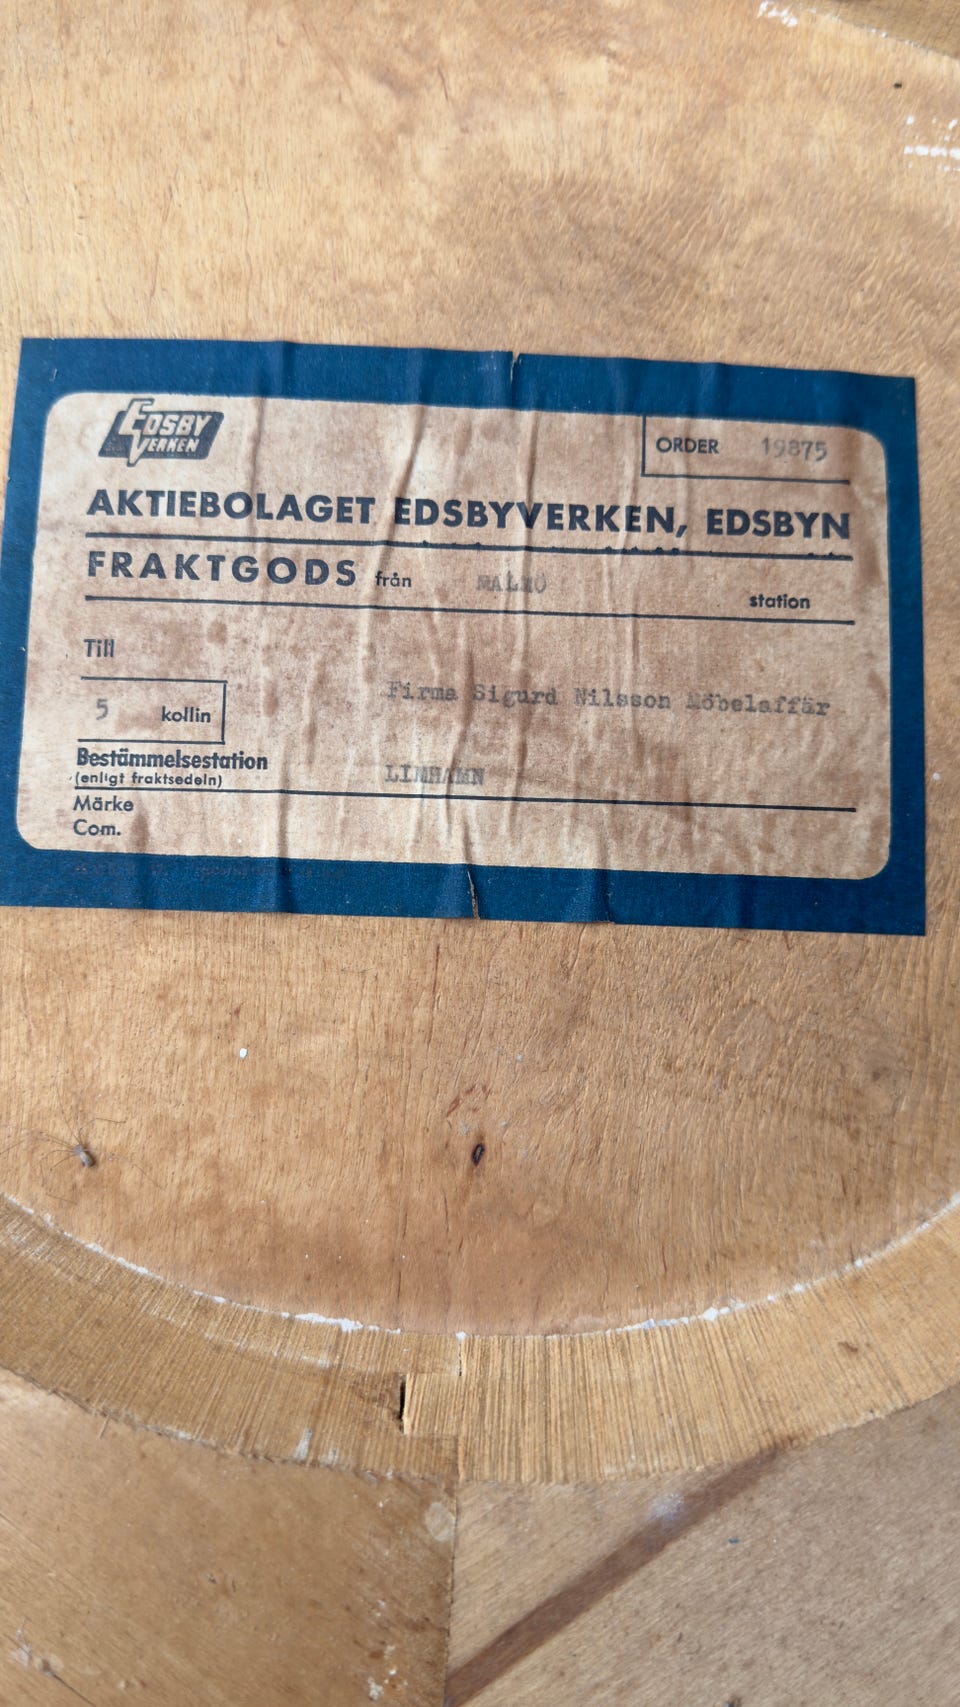 EDSBY
VERKEN
ORDER 19875
AKTIEBOLAGET EDSBYVERKEN, EDSBYN
FRAKTGODS från MALMÖ station
Till
Firma Sigurd Nilsson Möbelaffär
5 kollin
Bestämmelsestation
(enligt fraktsedeln)
LIMHAMN
Märke
Com.